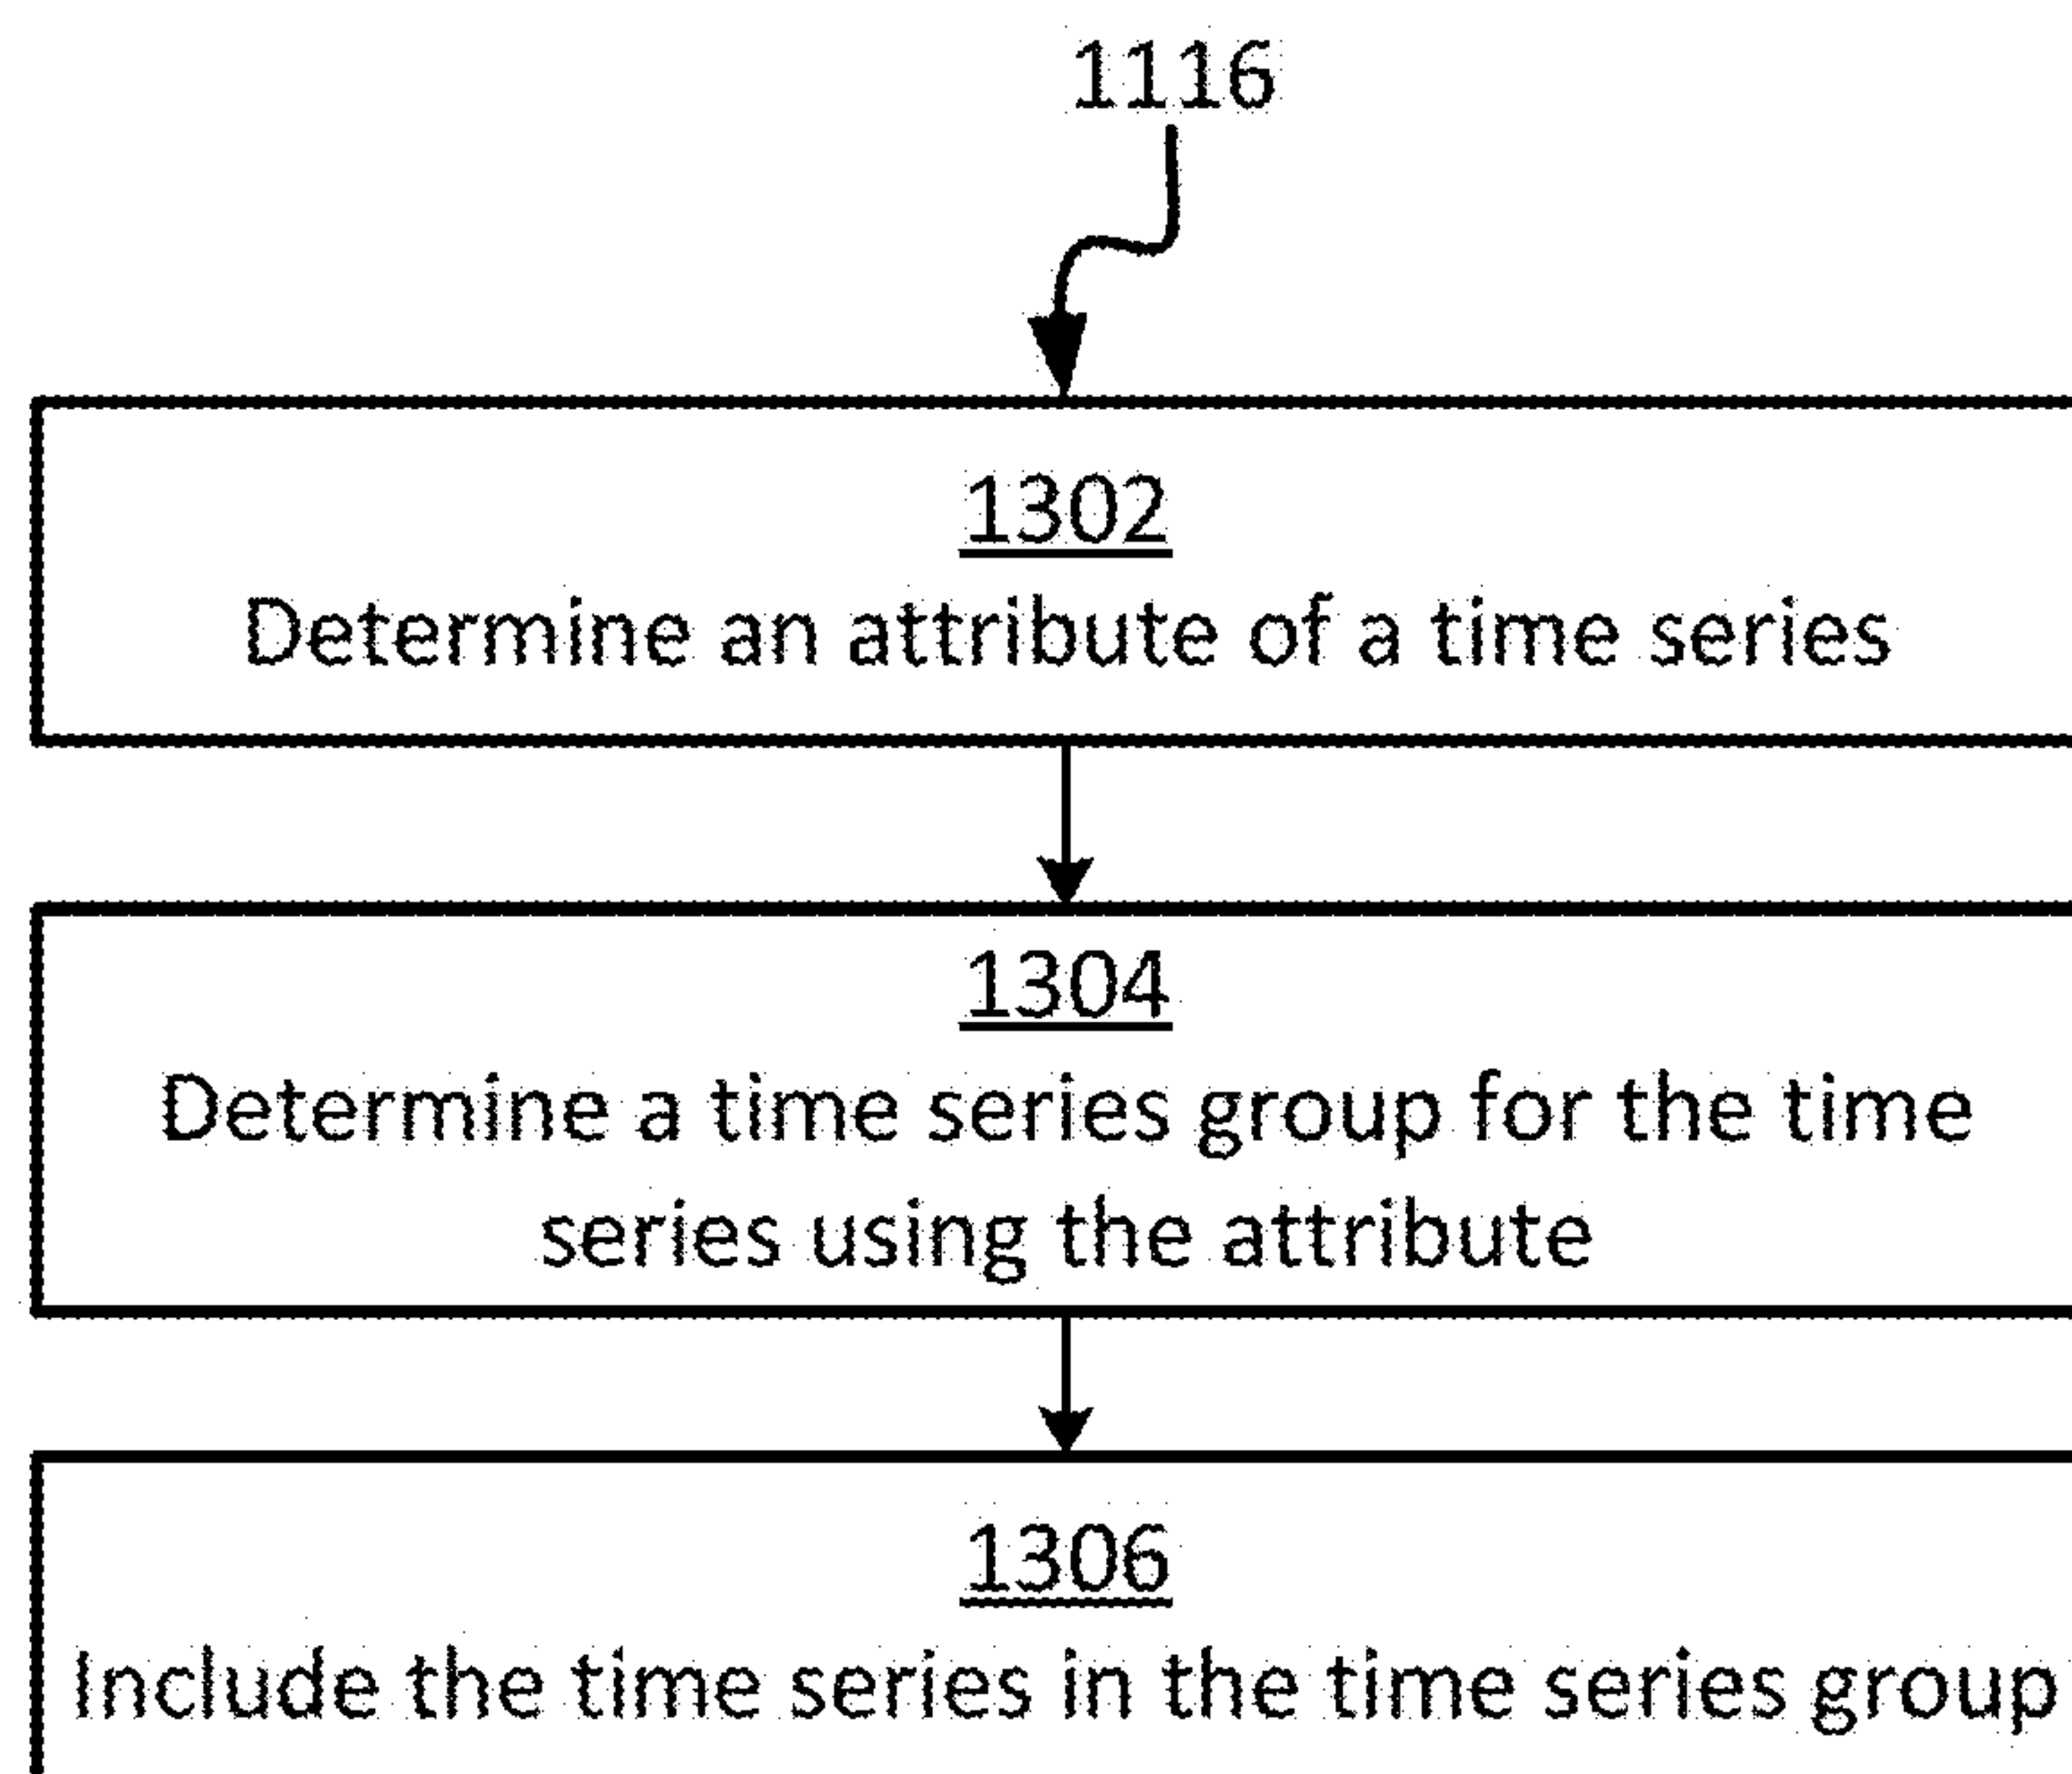 1116
1302
Determine an attribute of a time series
1304
Determine a time series group for the time
series using the attribute
1306
Include the time series in the time series group